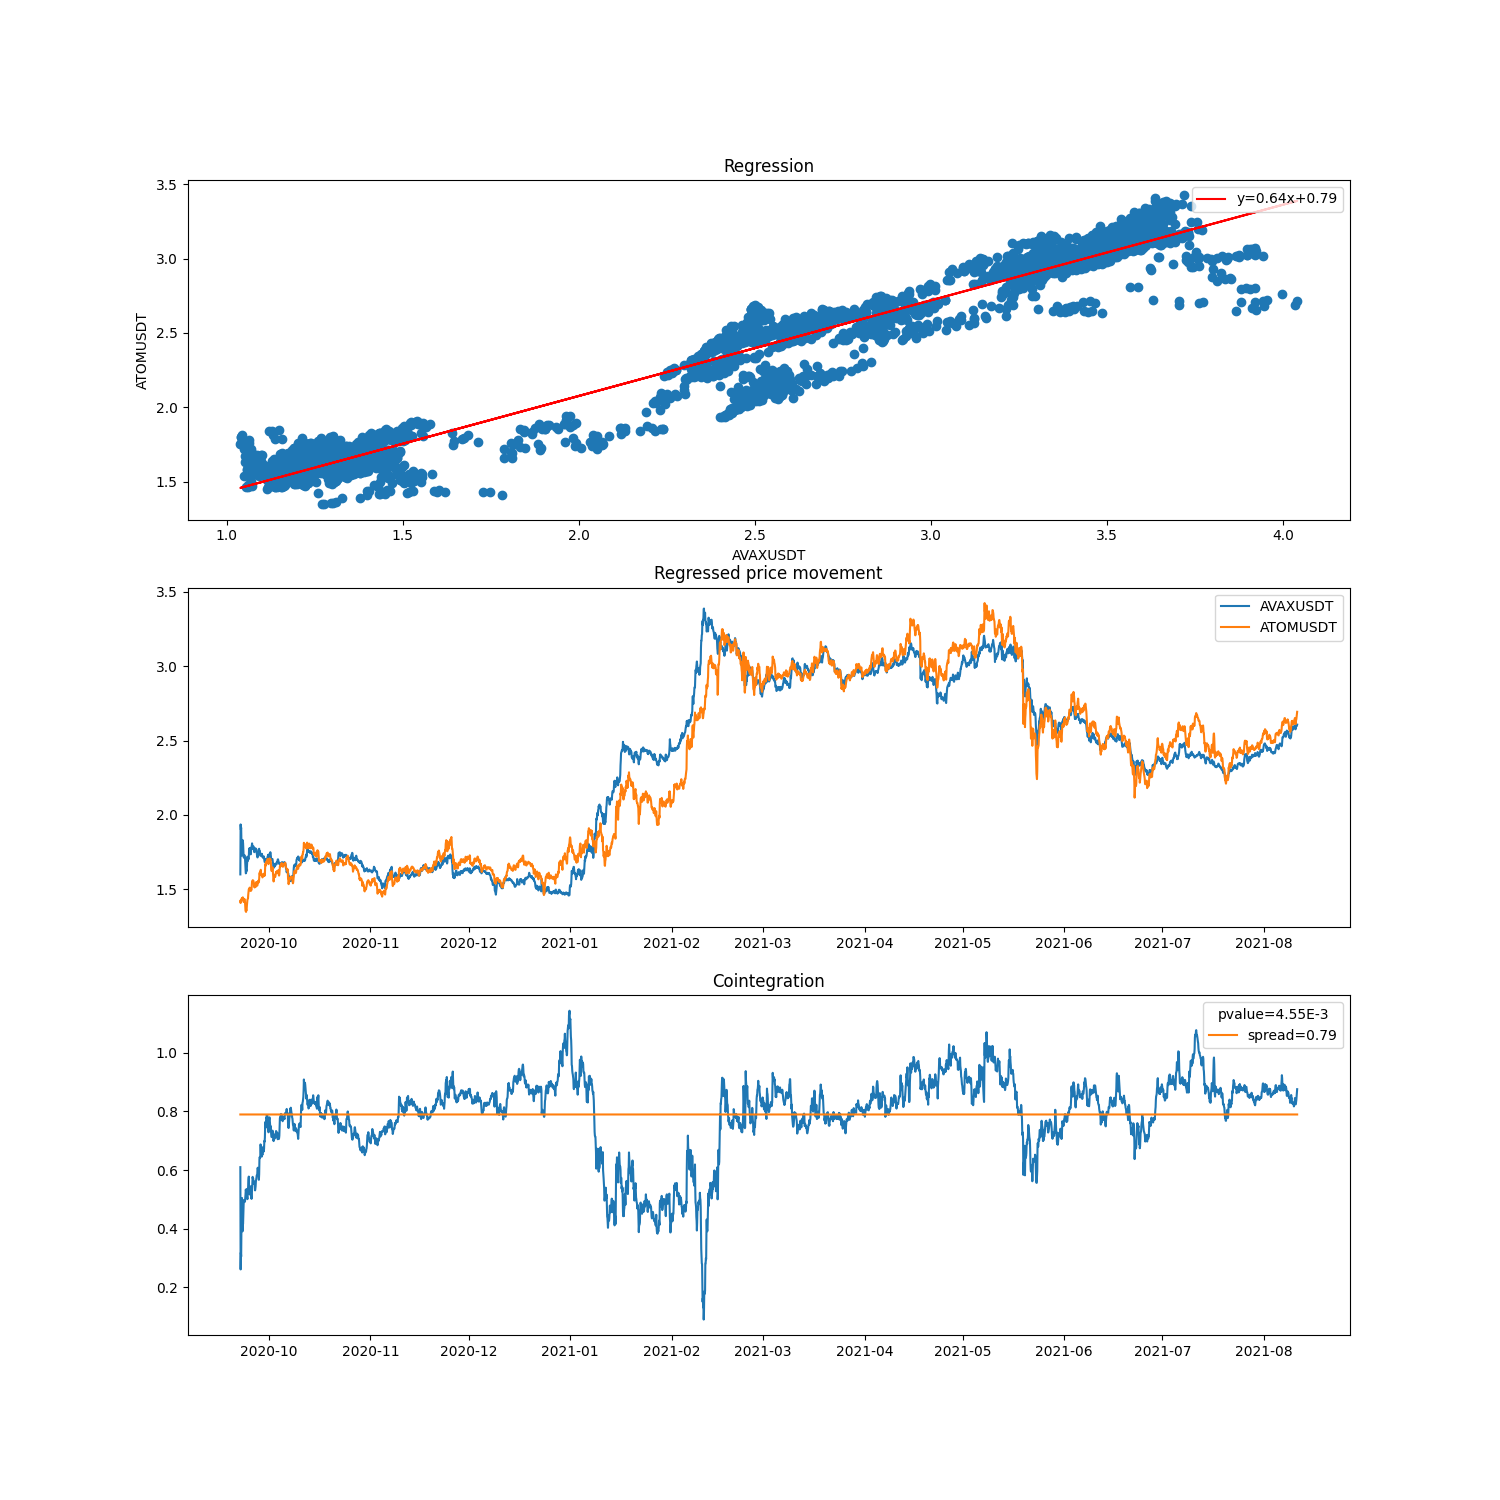 Regression
3.5
3.0
2.5
2.0
1.5
ATOMUSDT
y=0.64x+0.79
1.0 1.5 2.0 2.5 3.0 3.5 4.0
AVAXUSDT
Regressed price movement
3.5
3.0
2.5
2.0
1.5
AVAXUSDT
ATOMUSDT
2020-10 2020-11 2020-12 2021-01 2021-02 2021-03 2021-04 2021-05 2021-06 2021-07 2021-08
Cointegration
1.0
0.8
0.6
0.4
0.2
pvalue=4.55E-3
spread=0.79
2020-10 2020-11 2020-12 2021-01 2021-02 2021-03 2021-04 2021-05 2021-06 2021-07 2021-08